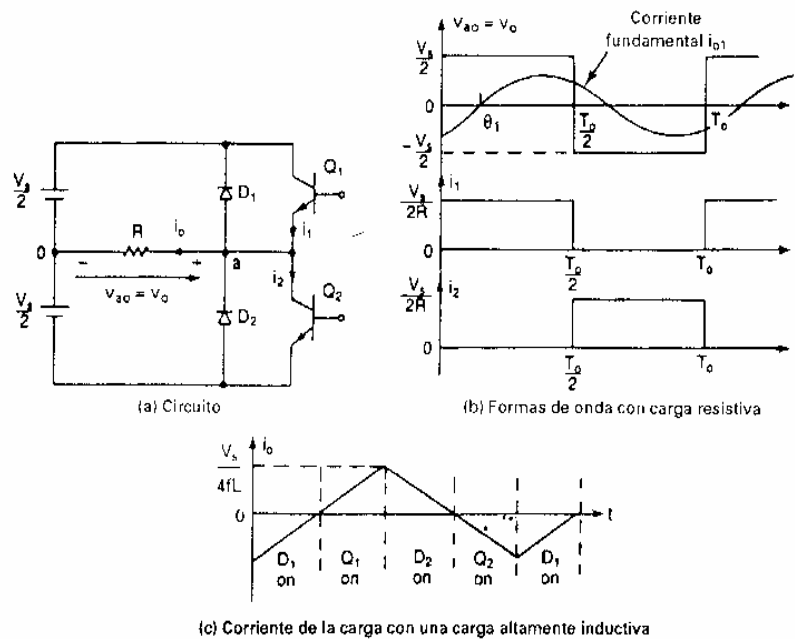 (a) Circuito
V_s/2
V_s/2
0
R
i_o
D_1
Q_1
i_1
a
i_2
D_2
Q_2
− +
v_ao = v_o
(b) Formas de onda con carga resistiva
v_ao = v_o
Corriente
fundamental i_o1
V_s/2
0
θ_1
T_o/2
T_o
−V_s/2
V_s/2R
i_1
0
T_o/2
T_o
V_s/2R
i_2
0
T_o/2
T_o
V_s/4fL
i_o
0
t
D_1 Q_1 D_2 Q_2 D_1
on on on on on
(c) Corriente de la carga con una carga altamente inductiva